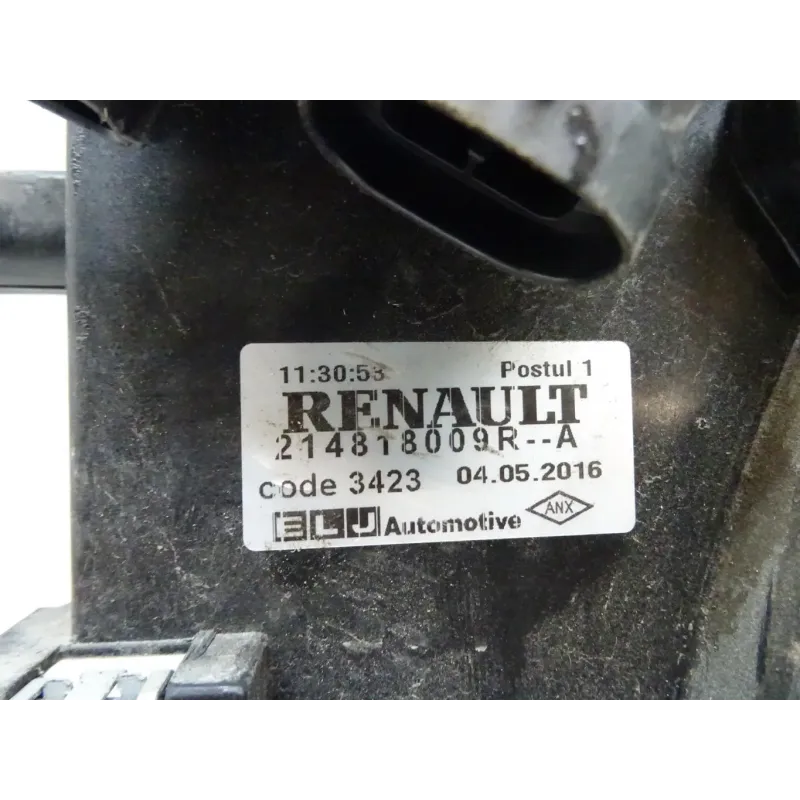 11:30:53 Postul 1
RENAULT
214818009R--A
code 3423 04.05.2016
ELJ Automotive ANX